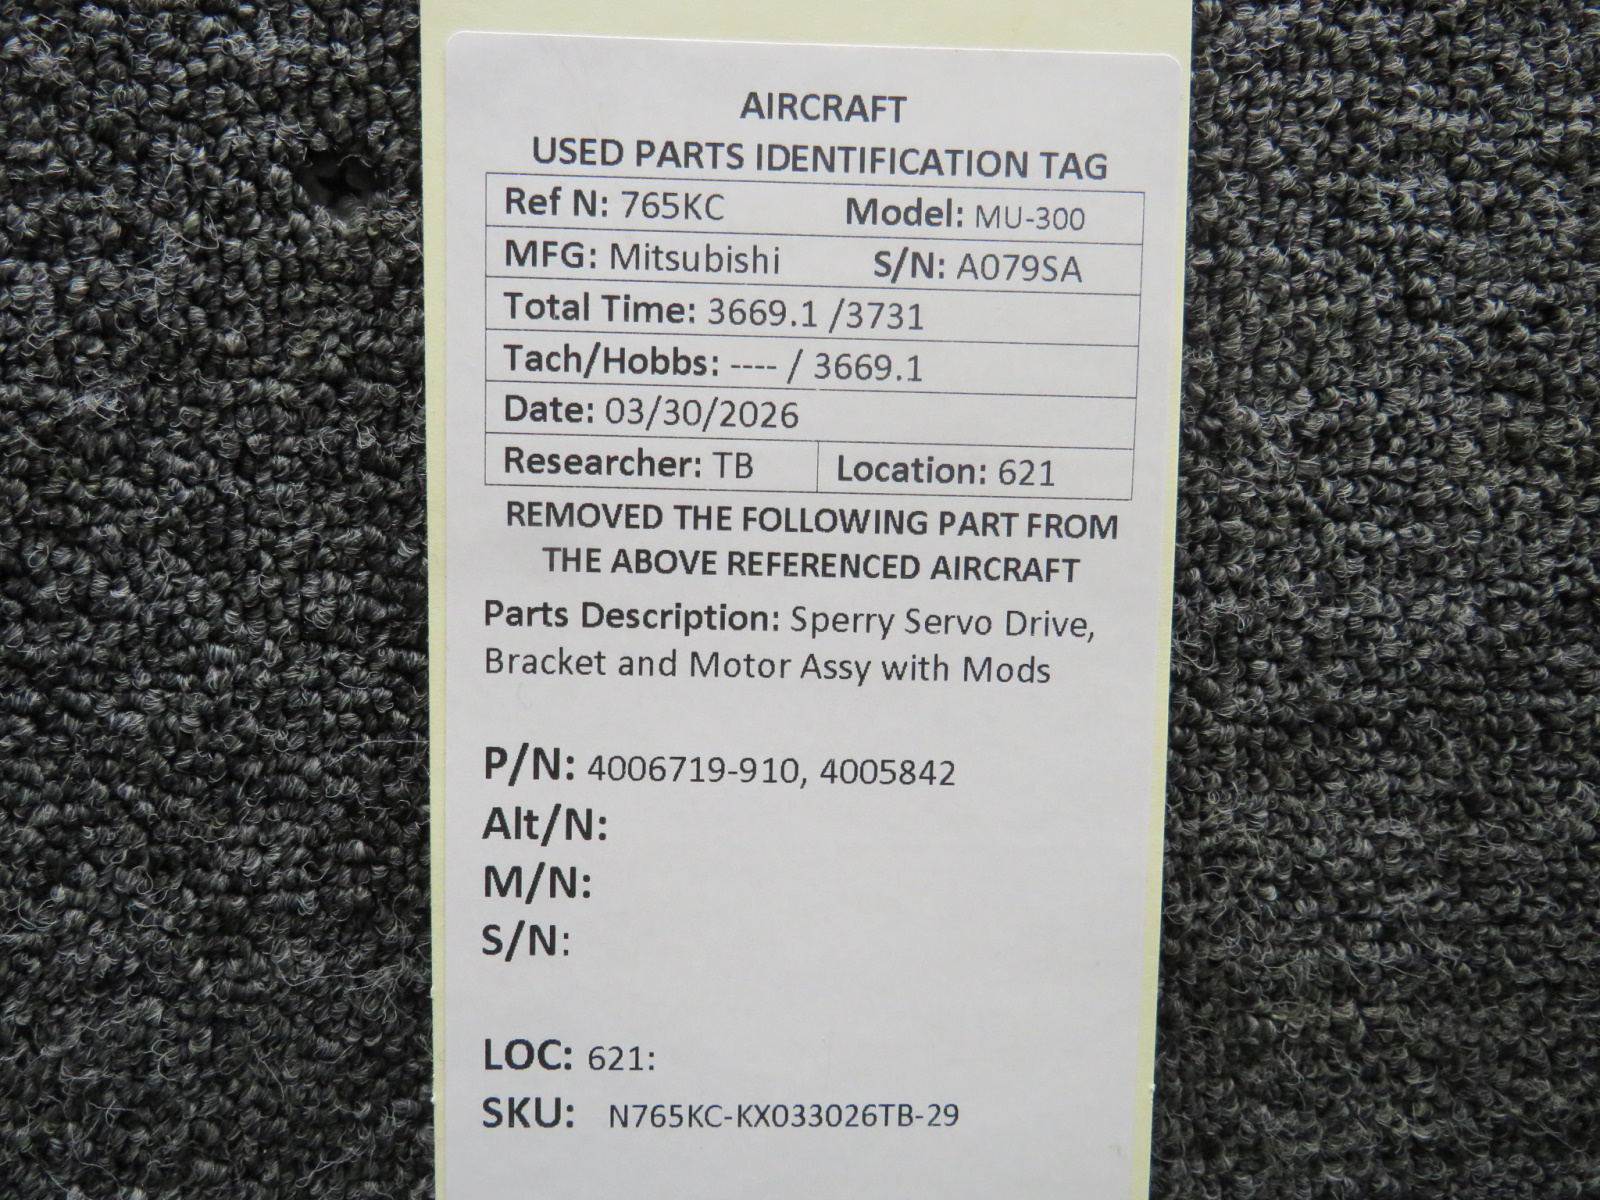 AIRCRAFT
USED PARTS IDENTIFICATION TAG
Ref N: 765KC Model: MU-300
MFG: Mitsubishi S/N: A079SA
Total Time: 3669.1 /3731
Tach/Hobbs: ---- / 3669.1
Date: 03/30/2026
Researcher: TB Location: 621
REMOVED THE FOLLOWING PART FROM
THE ABOVE REFERENCED AIRCRAFT
Parts Description: Sperry Servo Drive,
Bracket and Motor Assy with Mods
P/N: 4006719-910, 4005842
Alt/N:
M/N:
S/N:
LOC: 621:
SKU: N765KC-KX033026TB-29